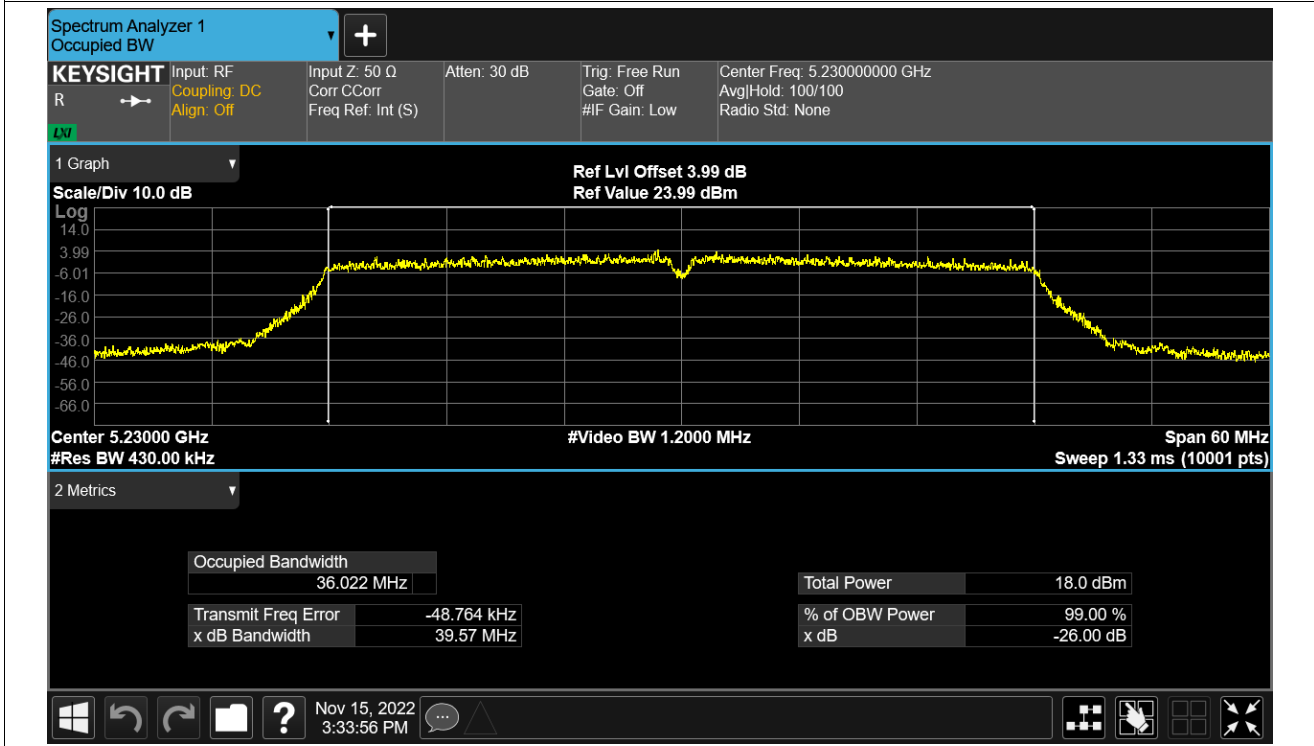 Spectrum Analyzer 1
Occupied BW
+
KEYSIGHT
R
LXI
Input: RF
Coupling: DC
Align: Off
Input Z: 50 Ω
Corr CCorr
Freq Ref: Int (S)
Atten: 30 dB
Trig: Free Run
Gate: Off
#IF Gain: Low
Center Freq: 5.230000000 GHz
Avg|Hold: 100/100
Radio Std: None
1 Graph
Scale/Div 10.0 dB
Ref Lvl Offset 3.99 dB
Ref Value 23.99 dBm
Log
14.0
3.99
-6.01
-16.0
-26.0
-36.0
-46.0
-56.0
-66.0
Center 5.23000 GHz
#Res BW 430.00 kHz
#Video BW 1.2000 MHz
Span 60 MHz
Sweep 1.33 ms (10001 pts)
2 Metrics
Occupied Bandwidth
36.022 MHz
Transmit Freq Error -48.764 kHz
x dB Bandwidth 39.57 MHz
Total Power 18.0 dBm
% of OBW Power 99.00 %
x dB -26.00 dB
?
Nov 15, 2022
3:33:56 PM